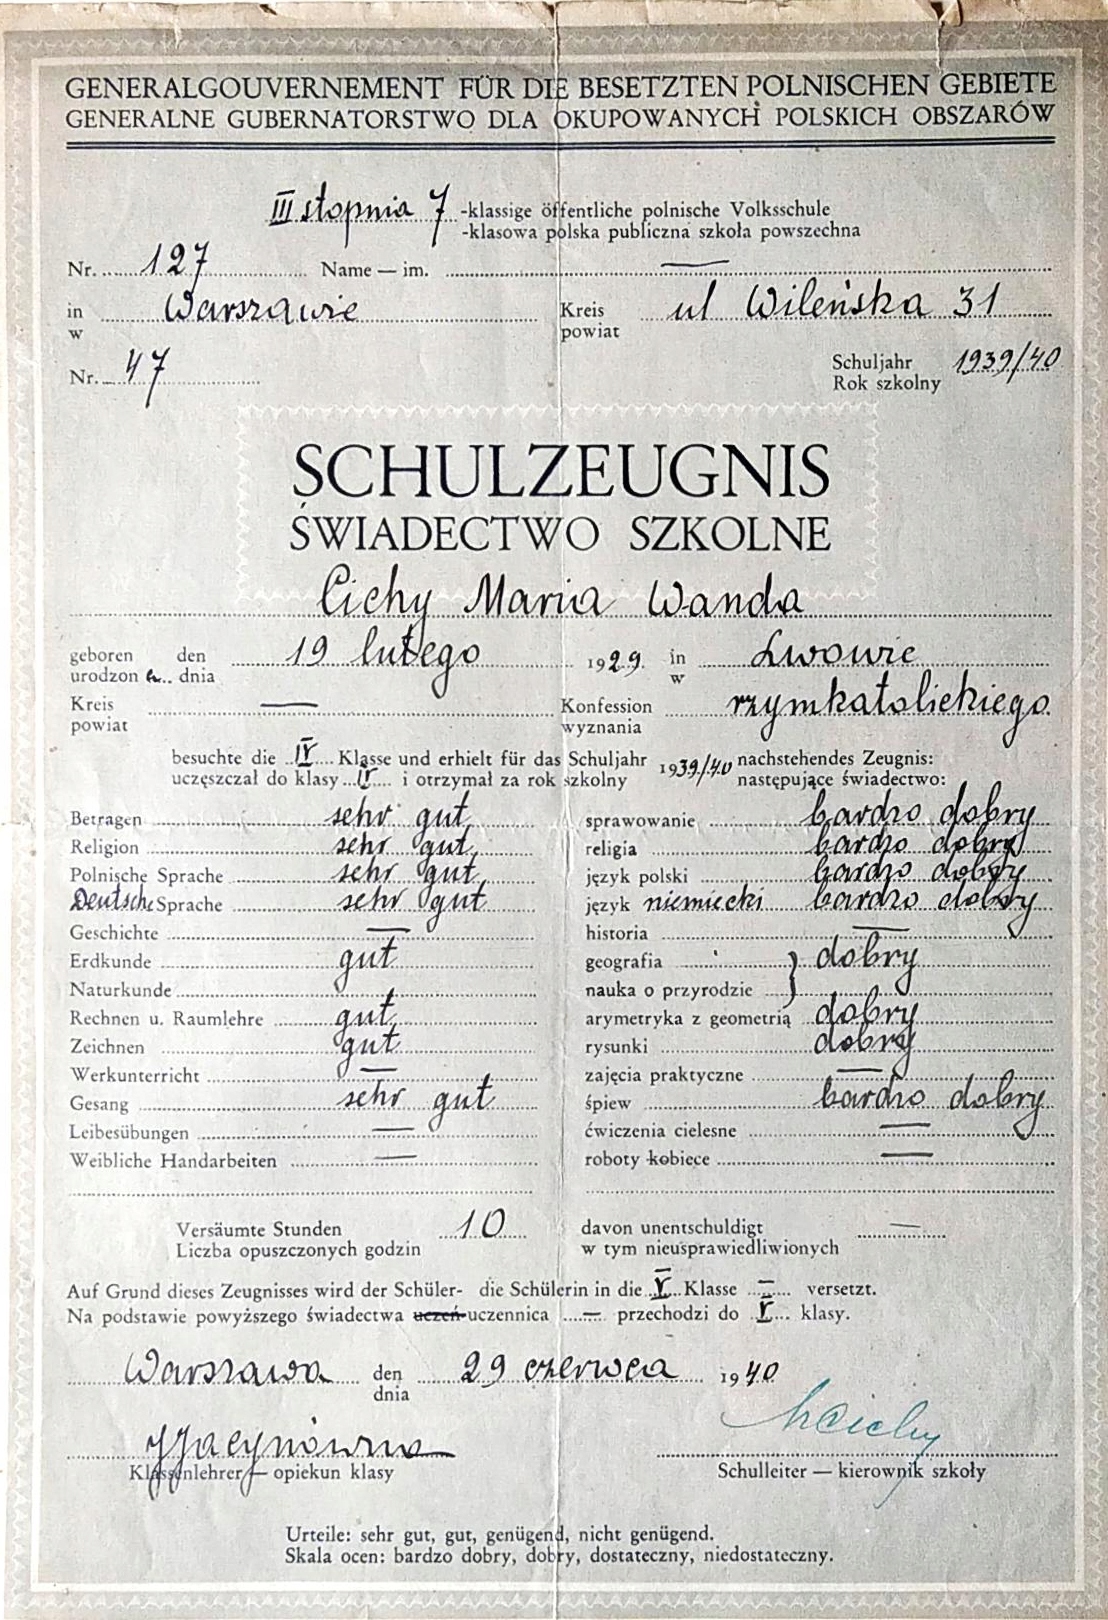 GENERALGOUVERNEMENT FÜR DIE BESETZTEN POLNISCHEN GEBIETE
GENERALNE GUBERNATORSTWO DLA OKUPOWANYCH POLSKICH OBSZARÓW
III stopnia 7 -klassige öffentliche polnische Volksschule
-klasowa polska publiczna szkoła powszechna
Nr. 127 Name — im. —
in Warszawie Kreis ul Wileńska 31
w powiat
Nr. 47 Schuljahr 1939/40
Rok szkolny
SCHULZEUGNIS
ŚWIADECTWO SZKOLNE
Cichy Maria Wanda
geboren den 19 lutego 1929. in Lwowie
urodzon a dnia w
Kreis — Konfession rzymkatolickiego
powiat wyznania
besuchte die IV Klasse und erhielt für das Schuljahr 1939/40 nachstehendes Zeugnis:
uczęszczał do klasy IV i otrzymał za rok szkolny następujące świadectwo:
Betragen sehr gut sprawowanie bardzo dobry
Religion sehr gut religia bardzo dobry
Polnische Sprache sehr gut język polski bardzo dobry
Deutsche Sprache sehr gut język niemiecki bardzo dobry
Geschichte — historia —
Erdkunde gut geografia } dobry
Naturkunde nauka o przyrodzie
Rechnen u. Raumlehre gut arymetryka z geometrią dobry
Zeichnen gut rysunki dobry
Werkunterricht — zajęcia praktyczne —
Gesang sehr gut śpiew bardzo dobry
Leibesübungen — ćwiczenia cielesne —
Weibliche Handarbeiten — roboty kobiece —
Versäumte Stunden 10 davon unentschuldigt —
Liczba opuszczonych godzin w tym nieusprawiedliwionych
Auf Grund dieses Zeugnisses wird der Schüler- die Schülerin in die V Klasse — versetzt.
Na podstawie powyższego świadectwa uczeń-uczennica — przechodzi do V klasy.
Warszawa den 29 czerwca 1940
dnia
Cichy
Klassenlehrer — opiekun klasy Schulleiter — kierownik szkoły
Urteile: sehr gut, gut, genügend, nicht genügend.
Skala ocen: bardzo dobry, dobry, dostateczny, niedostateczny.